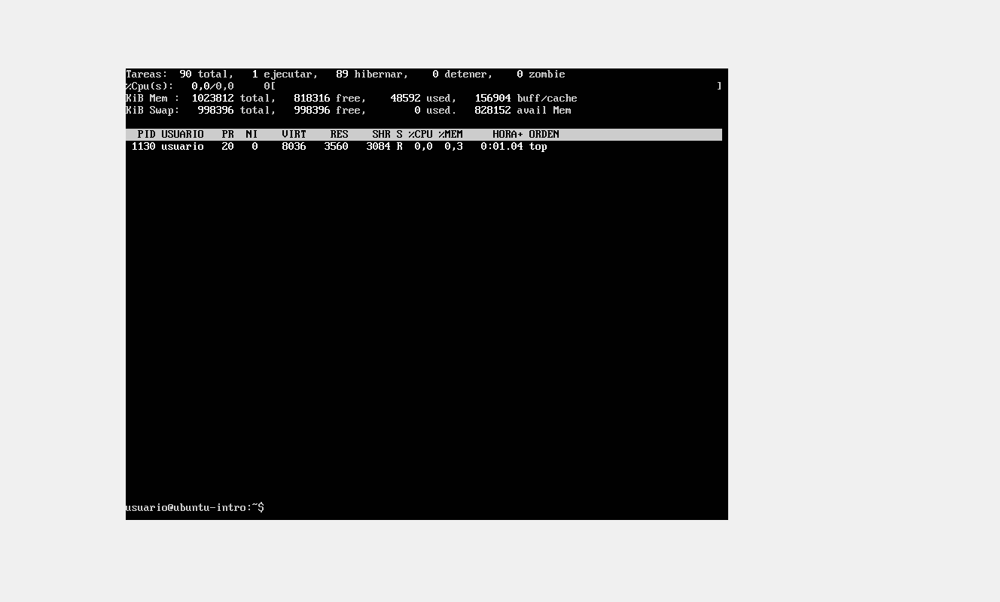 Tareas:  90 total,   1 ejecutar,   89 hibernar,    0 detener,    0 zombie
%Cpu(s):   0,0/0,0     0[                                                                          ]
KiB Mem :  1023812 total,   818316 free,    48592 used,   156904 buff/cache
KiB Swap:   998396 total,   998396 free,        0 used.   828152 avail Mem
  PID USUARIO   PR  NI    VIRT    RES    SHR S %CPU %MEM     HORA+ ORDEN
 1130 usuario   20   0    8036   3560   3084 R  0,0  0,3   0:01.04 top
usuario@ubuntu-intro:~$